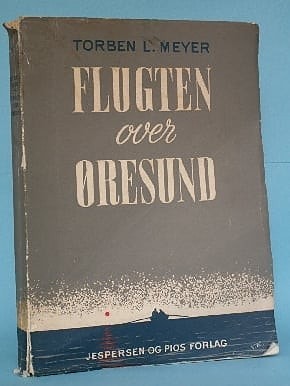 TORBEN L. MEYER
FLUGTEN
over
ØRESUND
JESPERSEN OG PIOS FORLAG